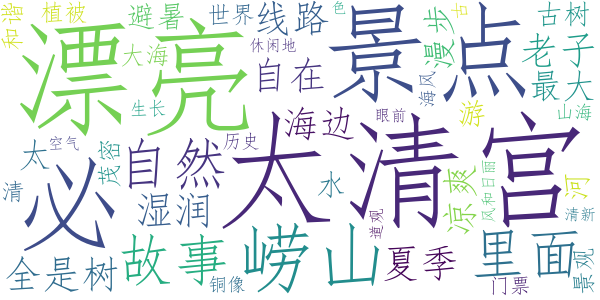 和谐
植被
避暑
世界
线路
色
漫步
古
古树
漂亮
大海
休闲地
自在
景点
海风
老子
最大
生长
海边
眼前
游
山海
太
空气
茂密
自然
历史
太清宫
凉爽
风和日丽
河
清
必
湿润
水
道观
清新
全是树
故事
铜像
崂山
夏季
里面
门票
景观